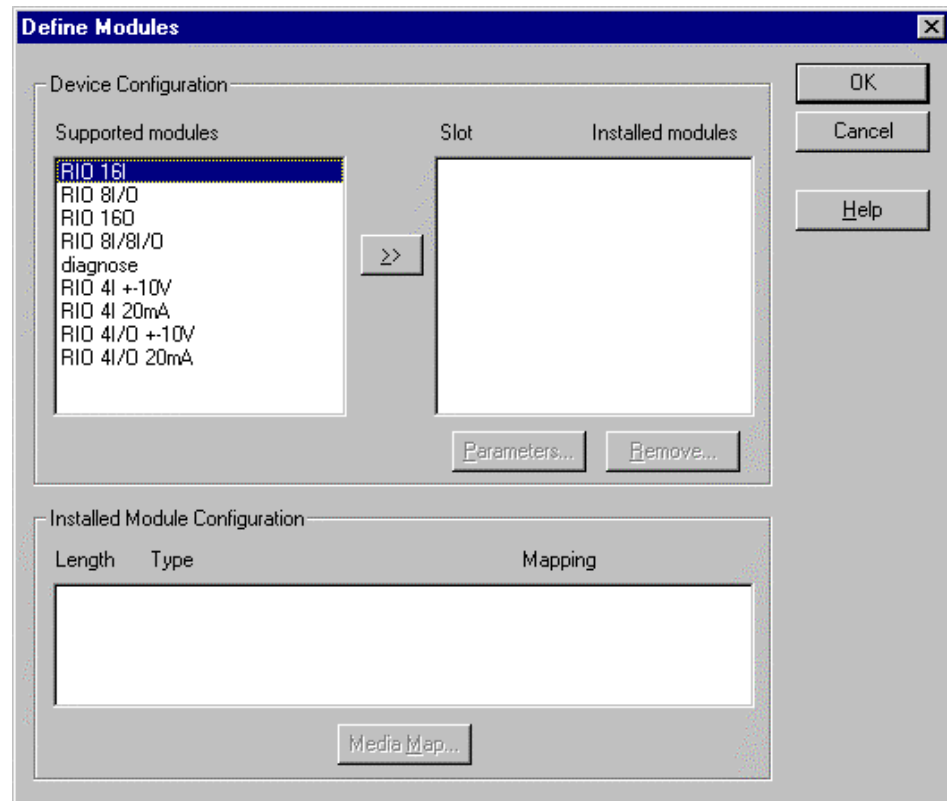 Define Modules
Device Configuration
OK
Supported modules Slot Installed modules
Cancel
RIO 16I
RIO 8I/O
RIO 16O
Help
RIO 8I/8I/O
>>
diagnose
RIO 4I +-10V
RIO 4I 20mA
RIO 4I/O +-10V
RIO 4I/O 20mA
Parameters... Remove...
Installed Module Configuration
Length Type Mapping
Media Map...